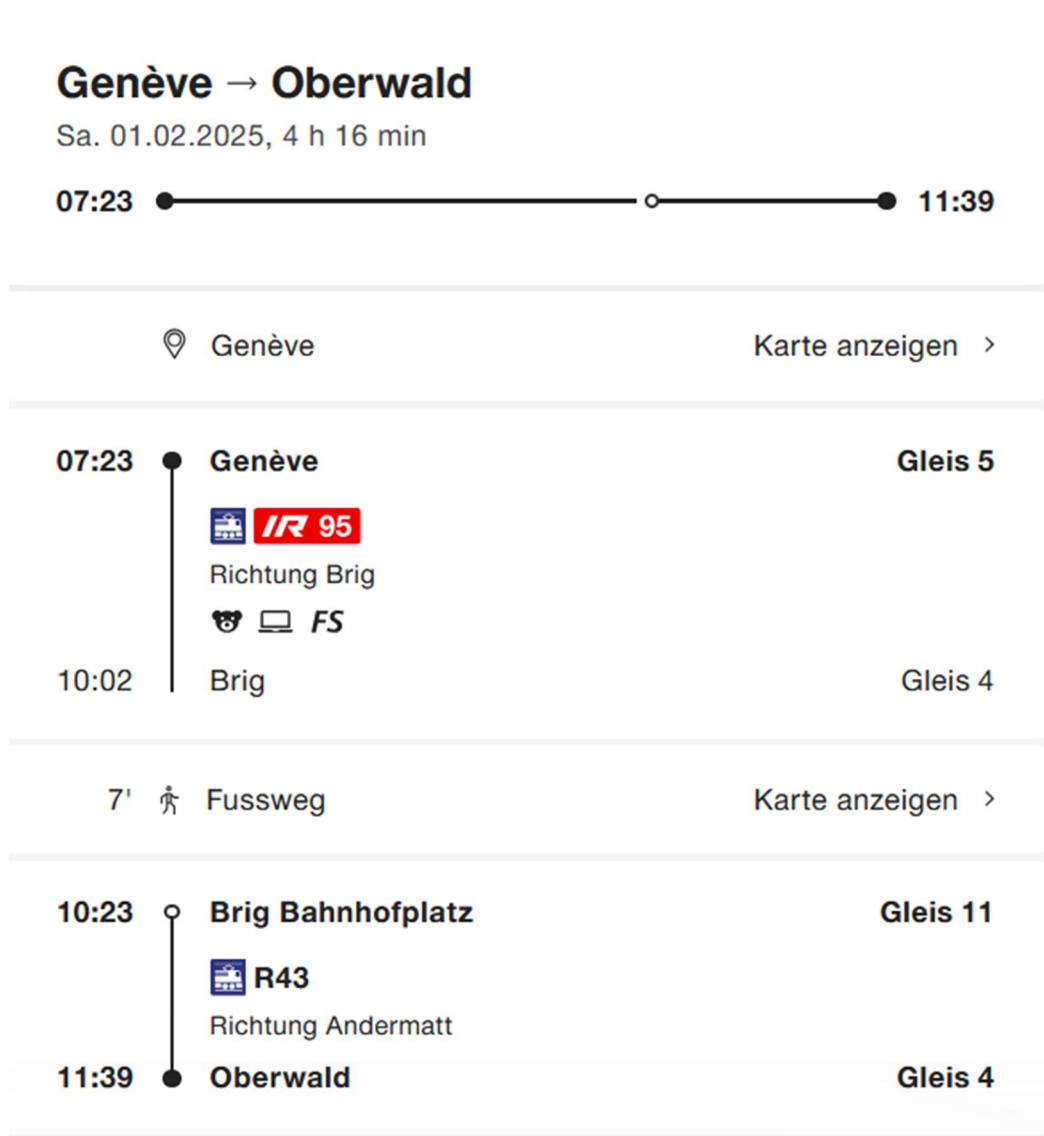 Genève → Oberwald
Sa. 01.02.2025, 4 h 16 min
07:23 11:39
Genève Karte anzeigen >
07:23 Genève Gleis 5
IR 95
Richtung Brig
FS
10:02 Brig Gleis 4
7' Fussweg Karte anzeigen >
10:23 Brig Bahnhofplatz Gleis 11
R43
Richtung Andermatt
11:39 Oberwald Gleis 4